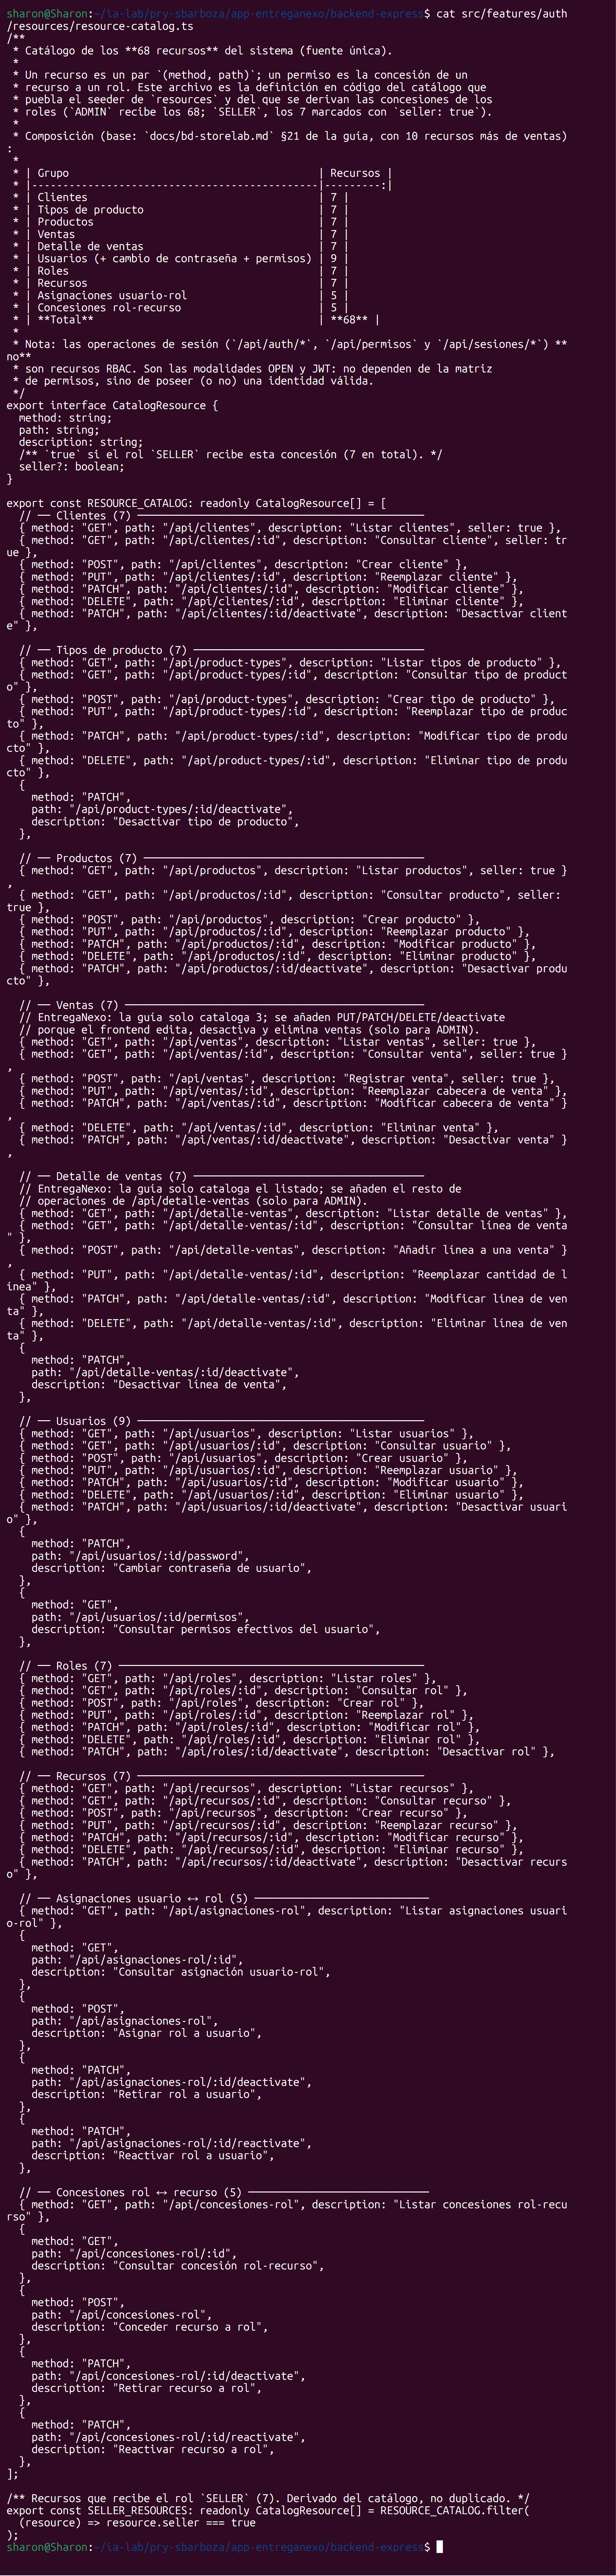 sharon@Sharon:~/ia-lab/pry-sbarboza/app-entreganexo/backend-express$ cat src/features/auth
/resources/resource-catalog.ts
/**
 * Catálogo de los **68 recursos** del sistema (fuente única).
 *
 * Un recurso es un par `(method, path)`; un permiso es la concesión de un
 * recurso a un rol. Este archivo es la definición en código del catálogo que
 * puebla el seeder de `resources` y del que se derivan las concesiones de los
 * roles (`ADMIN` recibe los 68; `SELLER`, los 7 marcados con `seller: true`).
 *
 * Composición (base: `docs/bd-storelab.md` §21 de la guía, con 10 recursos más de ventas)
:
 *
 * | Grupo                                       | Recursos |
 * |---------------------------------------------|---------:|
 * | Clientes                                    | 7 |
 * | Tipos de producto                           | 7 |
 * | Productos                                   | 7 |
 * | Ventas                                      | 7 |
 * | Detalle de ventas                           | 7 |
 * | Usuarios (+ cambio de contraseña + permisos) | 9 |
 * | Roles                                       | 7 |
 * | Recursos                                    | 7 |
 * | Asignaciones usuario-rol                    | 5 |
 * | Concesiones rol-recurso                     | 5 |
 * | **Total**                                   | **68** |
 *
 * Nota: las operaciones de sesión (`/api/auth/*`, `/api/permisos` y `/api/sesiones/*`) **
no**
 * son recursos RBAC. Son las modalidades OPEN y JWT: no dependen de la matriz
 * de permisos, sino de poseer (o no) una identidad válida.
 */
export interface CatalogResource {
  method: string;
  path: string;
  description: string;
  /** `true` si el rol `SELLER` recibe esta concesión (7 en total). */
  seller?: boolean;
}

export const RESOURCE_CATALOG: readonly CatalogResource[] = [
  // ── Clientes (7) ──────────────────────────────────────────────
  { method: "GET", path: "/api/clientes", description: "Listar clientes", seller: true },
  { method: "GET", path: "/api/clientes/:id", description: "Consultar cliente", seller: tr
ue },
  { method: "POST", path: "/api/clientes", description: "Crear cliente" },
  { method: "PUT", path: "/api/clientes/:id", description: "Reemplazar cliente" },
  { method: "PATCH", path: "/api/clientes/:id", description: "Modificar cliente" },
  { method: "DELETE", path: "/api/clientes/:id", description: "Eliminar cliente" },
  { method: "PATCH", path: "/api/clientes/:id/deactivate", description: "Desactivar client
e" },

  // ── Tipos de producto (7) ─────────────────────────────────────
  { method: "GET", path: "/api/product-types", description: "Listar tipos de producto" },
  { method: "GET", path: "/api/product-types/:id", description: "Consultar tipo de product
o" },
  { method: "POST", path: "/api/product-types", description: "Crear tipo de producto" },
  { method: "PUT", path: "/api/product-types/:id", description: "Reemplazar tipo de produc
to" },
  { method: "PATCH", path: "/api/product-types/:id", description: "Modificar tipo de produ
cto" },
  { method: "DELETE", path: "/api/product-types/:id", description: "Eliminar tipo de produ
cto" },
  {
    method: "PATCH",
    path: "/api/product-types/:id/deactivate",
    description: "Desactivar tipo de producto",
  },

  // ── Productos (7) ─────────────────────────────────────────────
  { method: "GET", path: "/api/productos", description: "Listar productos", seller: true }
,
  { method: "GET", path: "/api/productos/:id", description: "Consultar producto", seller:
true },
  { method: "POST", path: "/api/productos", description: "Crear producto" },
  { method: "PUT", path: "/api/productos/:id", description: "Reemplazar producto" },
  { method: "PATCH", path: "/api/productos/:id", description: "Modificar producto" },
  { method: "DELETE", path: "/api/productos/:id", description: "Eliminar producto" },
  { method: "PATCH", path: "/api/productos/:id/deactivate", description: "Desactivar produ
cto" },

  // ── Ventas (7) ────────────────────────────────────────────────
  // EntregaNexo: la guía solo cataloga 3; se añaden PUT/PATCH/DELETE/deactivate
  // porque el frontend edita, desactiva y elimina ventas (solo para ADMIN).
  { method: "GET", path: "/api/ventas", description: "Listar ventas", seller: true },
  { method: "GET", path: "/api/ventas/:id", description: "Consultar venta", seller: true }
,
  { method: "POST", path: "/api/ventas", description: "Registrar venta", seller: true },
  { method: "PUT", path: "/api/ventas/:id", description: "Reemplazar cabecera de venta" },
  { method: "PATCH", path: "/api/ventas/:id", description: "Modificar cabecera de venta" }
,
  { method: "DELETE", path: "/api/ventas/:id", description: "Eliminar venta" },
  { method: "PATCH", path: "/api/ventas/:id/deactivate", description: "Desactivar venta" }
,

  // ── Detalle de ventas (7) ─────────────────────────────────────
  // EntregaNexo: la guía solo cataloga el listado; se añaden el resto de
  // operaciones de /api/detalle-ventas (solo para ADMIN).
  { method: "GET", path: "/api/detalle-ventas", description: "Listar detalle de ventas" },
  { method: "GET", path: "/api/detalle-ventas/:id", description: "Consultar línea de venta
" },
  { method: "POST", path: "/api/detalle-ventas", description: "Añadir línea a una venta" }
,
  { method: "PUT", path: "/api/detalle-ventas/:id", description: "Reemplazar cantidad de l
ínea" },
  { method: "PATCH", path: "/api/detalle-ventas/:id", description: "Modificar línea de ven
ta" },
  { method: "DELETE", path: "/api/detalle-ventas/:id", description: "Eliminar línea de ven
ta" },
  {
    method: "PATCH",
    path: "/api/detalle-ventas/:id/deactivate",
    description: "Desactivar línea de venta",
  },

  // ── Usuarios (9) ──────────────────────────────────────────────
  { method: "GET", path: "/api/usuarios", description: "Listar usuarios" },
  { method: "GET", path: "/api/usuarios/:id", description: "Consultar usuario" },
  { method: "POST", path: "/api/usuarios", description: "Crear usuario" },
  { method: "PUT", path: "/api/usuarios/:id", description: "Reemplazar usuario" },
  { method: "PATCH", path: "/api/usuarios/:id", description: "Modificar usuario" },
  { method: "DELETE", path: "/api/usuarios/:id", description: "Eliminar usuario" },
  { method: "PATCH", path: "/api/usuarios/:id/deactivate", description: "Desactivar usuari
o" },
  {
    method: "PATCH",
    path: "/api/usuarios/:id/password",
    description: "Cambiar contraseña de usuario",
  },
  {
    method: "GET",
    path: "/api/usuarios/:id/permisos",
    description: "Consultar permisos efectivos del usuario",
  },

  // ── Roles (7) ─────────────────────────────────────────────────
  { method: "GET", path: "/api/roles", description: "Listar roles" },
  { method: "GET", path: "/api/roles/:id", description: "Consultar rol" },
  { method: "POST", path: "/api/roles", description: "Crear rol" },
  { method: "PUT", path: "/api/roles/:id", description: "Reemplazar rol" },
  { method: "PATCH", path: "/api/roles/:id", description: "Modificar rol" },
  { method: "DELETE", path: "/api/roles/:id", description: "Eliminar rol" },
  { method: "PATCH", path: "/api/roles/:id/deactivate", description: "Desactivar rol" },

  // ── Recursos (7) ──────────────────────────────────────────────
  { method: "GET", path: "/api/recursos", description: "Listar recursos" },
  { method: "GET", path: "/api/recursos/:id", description: "Consultar recurso" },
  { method: "POST", path: "/api/recursos", description: "Crear recurso" },
  { method: "PUT", path: "/api/recursos/:id", description: "Reemplazar recurso" },
  { method: "PATCH", path: "/api/recursos/:id", description: "Modificar recurso" },
  { method: "DELETE", path: "/api/recursos/:id", description: "Eliminar recurso" },
  { method: "PATCH", path: "/api/recursos/:id/deactivate", description: "Desactivar recurs
o" },

  // ── Asignaciones usuario ↔ rol (5) ────────────────────────────
  { method: "GET", path: "/api/asignaciones-rol", description: "Listar asignaciones usuari
o-rol" },
  {
    method: "GET",
    path: "/api/asignaciones-rol/:id",
    description: "Consultar asignación usuario-rol",
  },
  {
    method: "POST",
    path: "/api/asignaciones-rol",
    description: "Asignar rol a usuario",
  },
  {
    method: "PATCH",
    path: "/api/asignaciones-rol/:id/deactivate",
    description: "Retirar rol a usuario",
  },
  {
    method: "PATCH",
    path: "/api/asignaciones-rol/:id/reactivate",
    description: "Reactivar rol a usuario",
  },

  // ── Concesiones rol ↔ recurso (5) ─────────────────────────────
  { method: "GET", path: "/api/concesiones-rol", description: "Listar concesiones rol-recu
rso" },
  {
    method: "GET",
    path: "/api/concesiones-rol/:id",
    description: "Consultar concesión rol-recurso",
  },
  {
    method: "POST",
    path: "/api/concesiones-rol",
    description: "Conceder recurso a rol",
  },
  {
    method: "PATCH",
    path: "/api/concesiones-rol/:id/deactivate",
    description: "Retirar recurso a rol",
  },
  {
    method: "PATCH",
    path: "/api/concesiones-rol/:id/reactivate",
    description: "Reactivar recurso a rol",
  },
];

/** Recursos que recibe el rol `SELLER` (7). Derivado del catálogo, no duplicado. */
export const SELLER_RESOURCES: readonly CatalogResource[] = RESOURCE_CATALOG.filter(
  (resource) => resource.seller === true
);
sharon@Sharon:~/ia-lab/pry-sbarboza/app-entreganexo/backend-express$